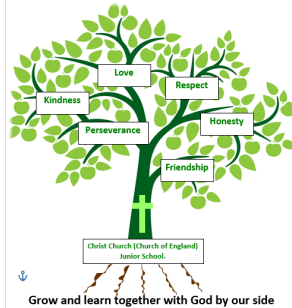 Love
Respect
Kindness
Honesty
Perseverance
Friendship
Christ Church (Church of England)
Junior School.
Grow and learn together with God by our side